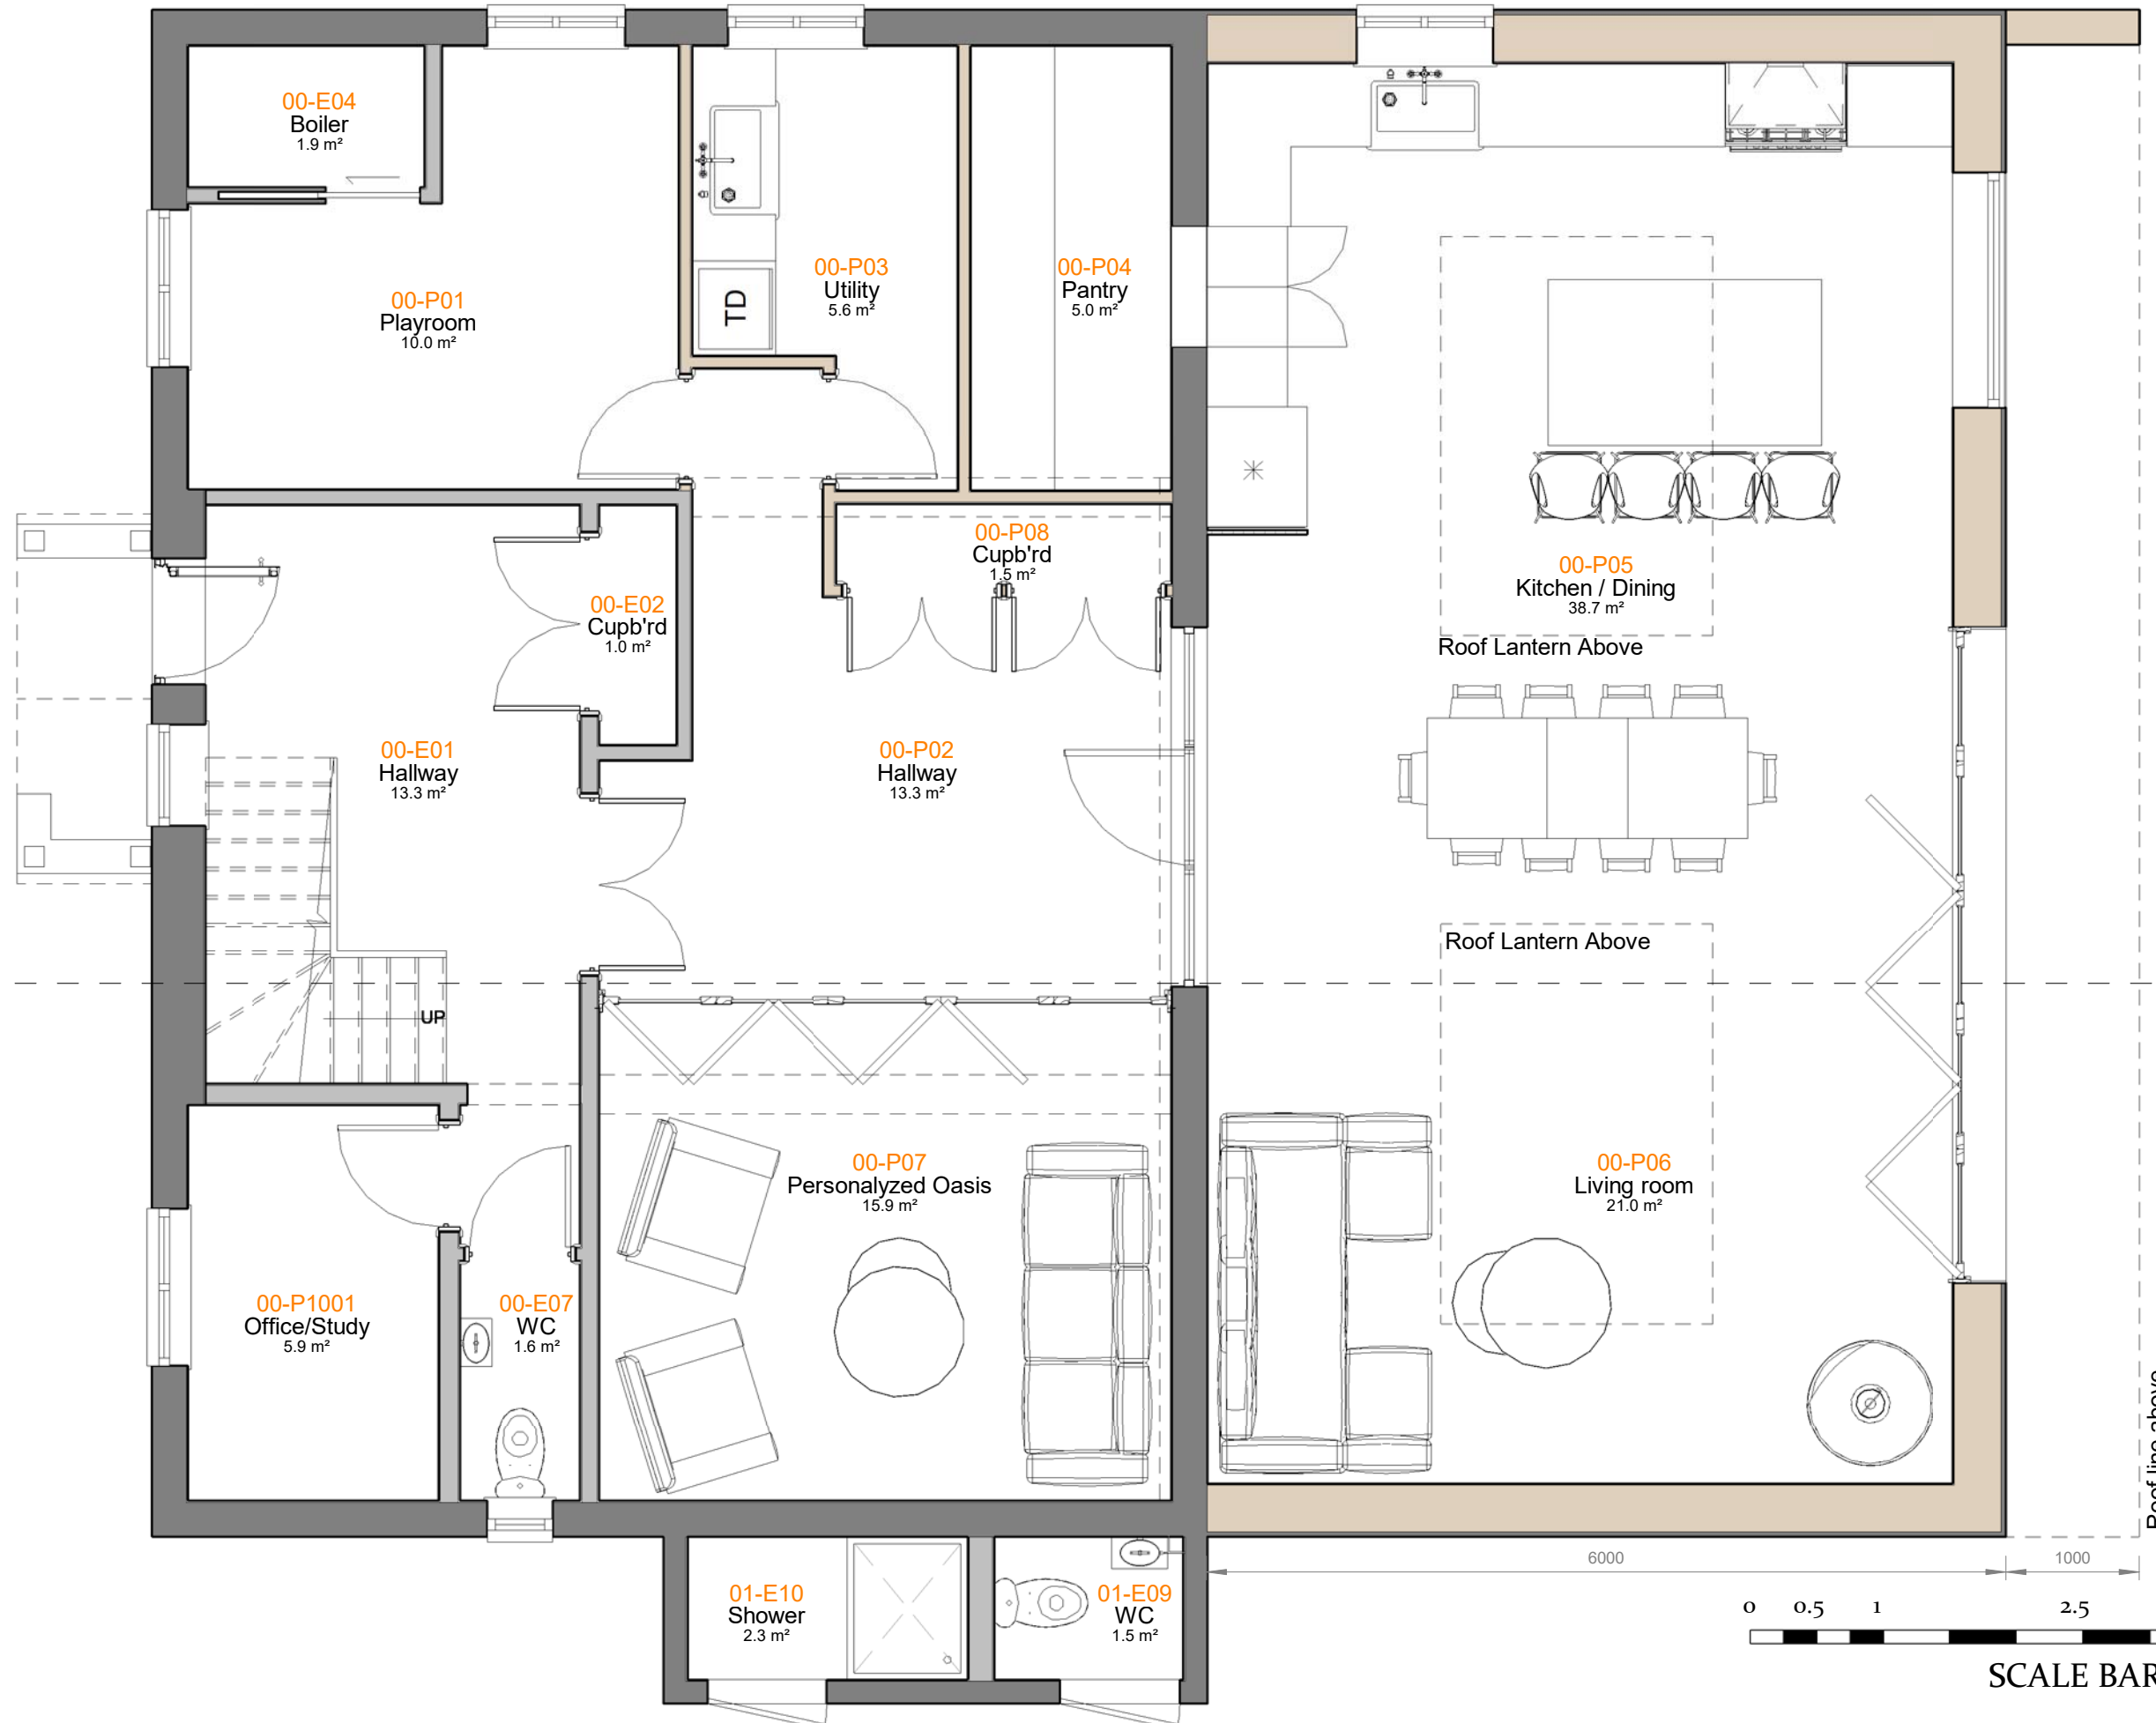 00-E04
Boiler
1.9 m²
00-P01
Playroom
10.0 m²
TD
00-P03
Utility
5.6 m²
00-P04
Pantry
5.0 m²
00-P08
Cupb'rd
1.5 m²
00-E02
Cupb'rd
1.0 m²
00-P05
Kitchen / Dining
38.7 m²
Roof Lantern Above
00-E01
Hallway
13.3 m²
00-P02
Hallway
13.3 m²
Roof Lantern Above
UP
00-P07
Personalyzed Oasis
15.9 m²
00-P06
Living room
21.0 m²
00-P1001
Office/Study
5.9 m²
00-E07
WC
1.6 m²
Roof line above
01-E10
Shower
2.3 m²
01-E09
WC
1.5 m²
6000
1000
0 0.5 1 2.5
SCALE BAR